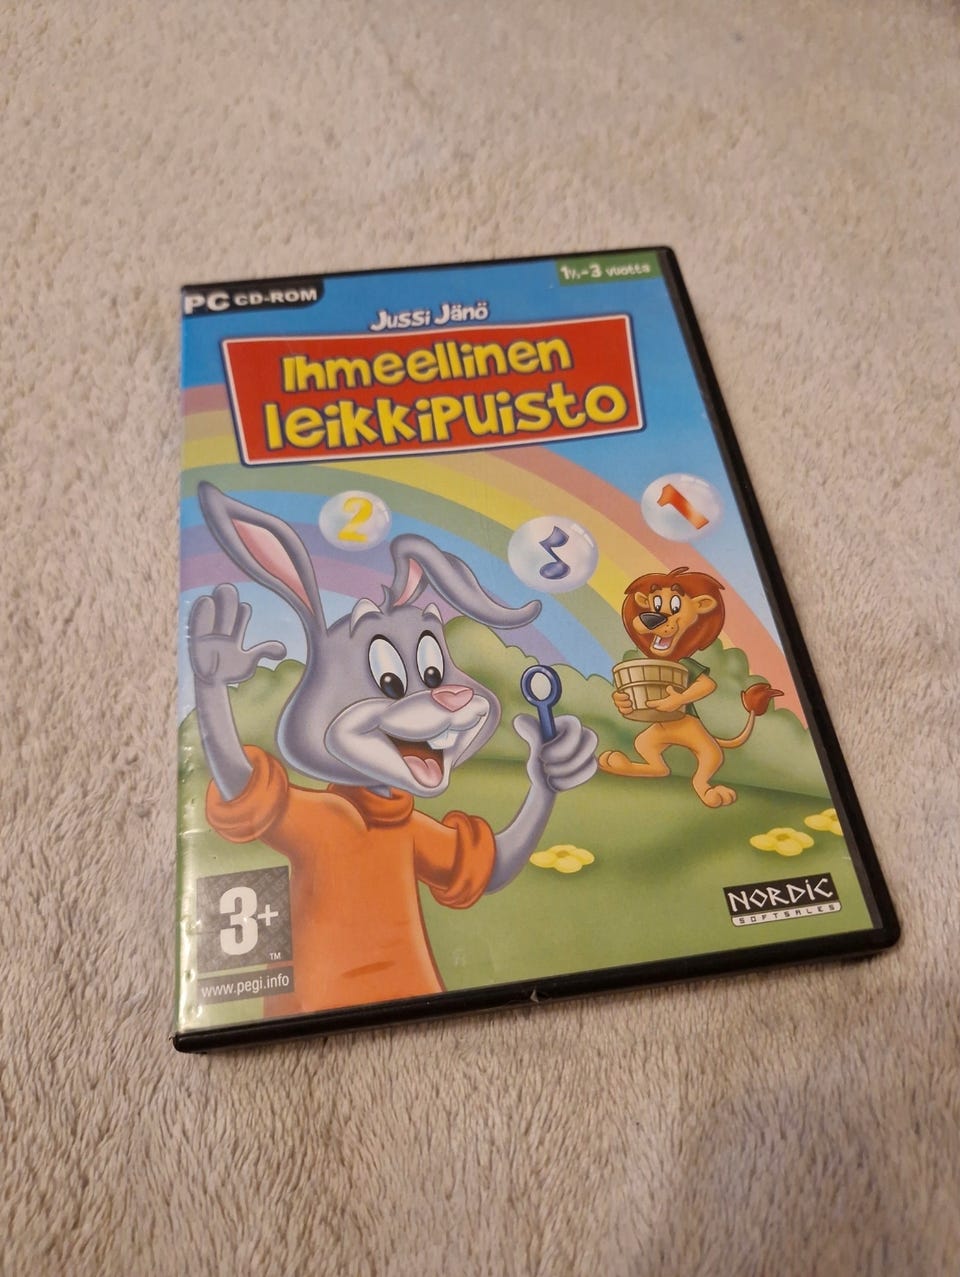 PC CD-ROM
1½-3 vuotta
Jussi Jänö
Ihmeellinen
leikkipuisto
2
1
3+
TM
www.pegi.info
NORDIC
SOFTSALES